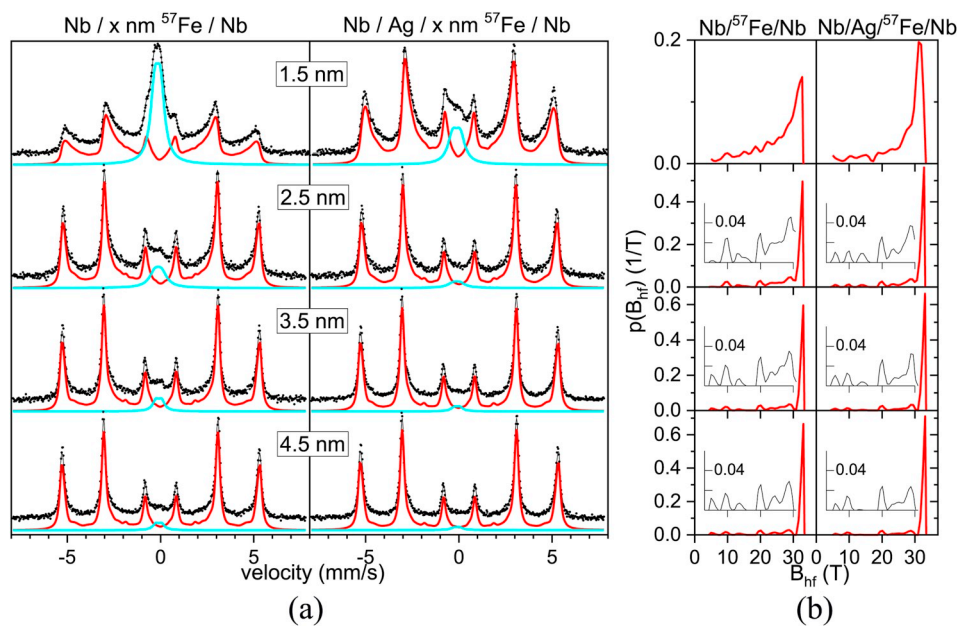 Nb / x nm ⁵⁷Fe / Nb
Nb / Ag / x nm ⁵⁷Fe / Nb
1.5 nm
2.5 nm
3.5 nm
4.5 nm
-5 0 5 -5 0 5
velocity (mm/s)
(a)
Nb/⁵⁷Fe/Nb
Nb/Ag/⁵⁷Fe/Nb
0.2
0.0
0.4
0.04
0.04
0.2
0.0
0.6
0.4
0.04
0.04
0.2
0.0
0.6
0.4
0.04
0.04
0.2
0.0
p(B_hf) (1/T)
0 10 20 30 0 10 20 30
B_hf (T)
(b)